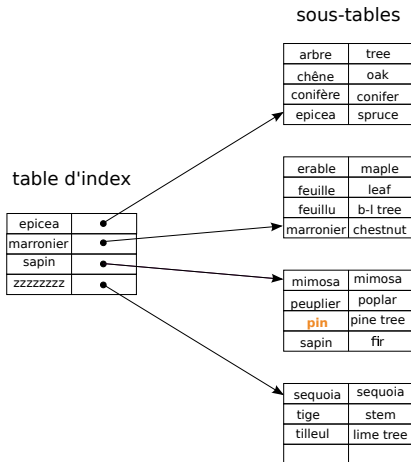 sous-tables
arbre tree
chêne oak
conifère conifer
epicea spruce
table d'index
epicea
marronier
sapin
zzzzzzzz
erable maple
feuille leaf
feuillu b-l tree
marronier chestnut
mimosa mimosa
peuplier poplar
pin pine tree
sapin fir
sequoia sequoia
tige stem
tilleul lime tree